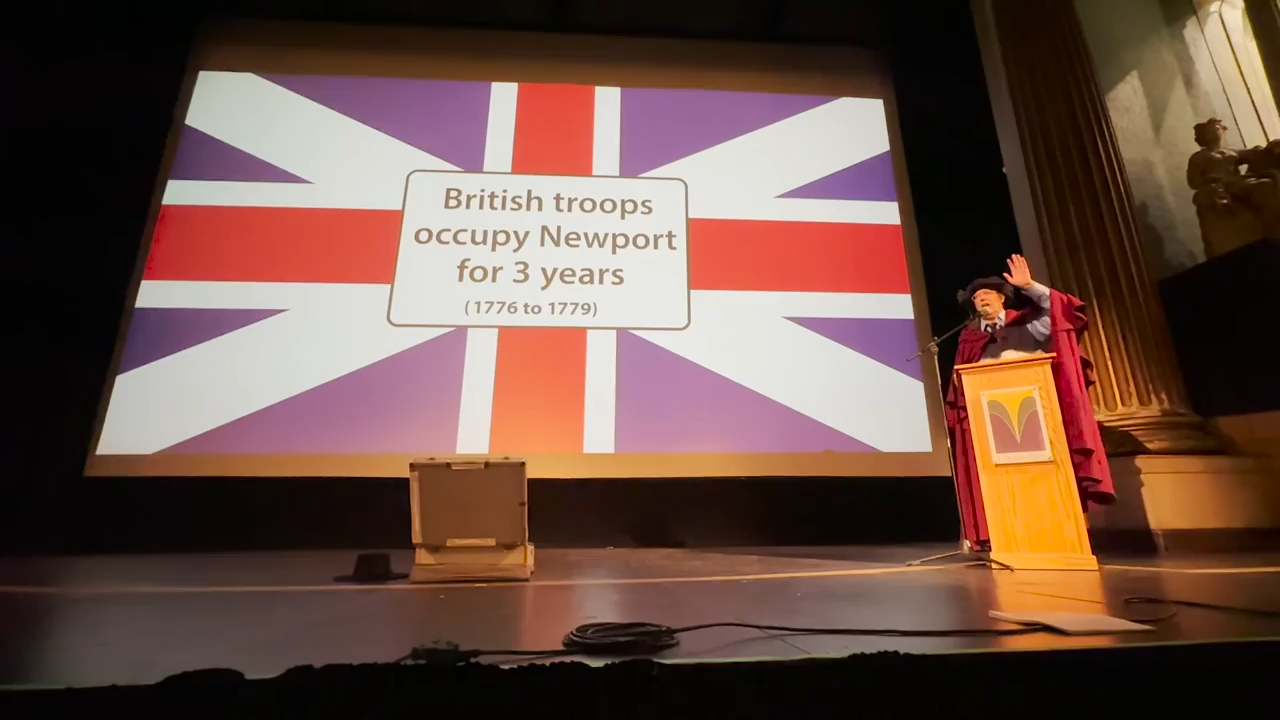 British troops
occupy Newport
for 3 years
(1776 to 1779)